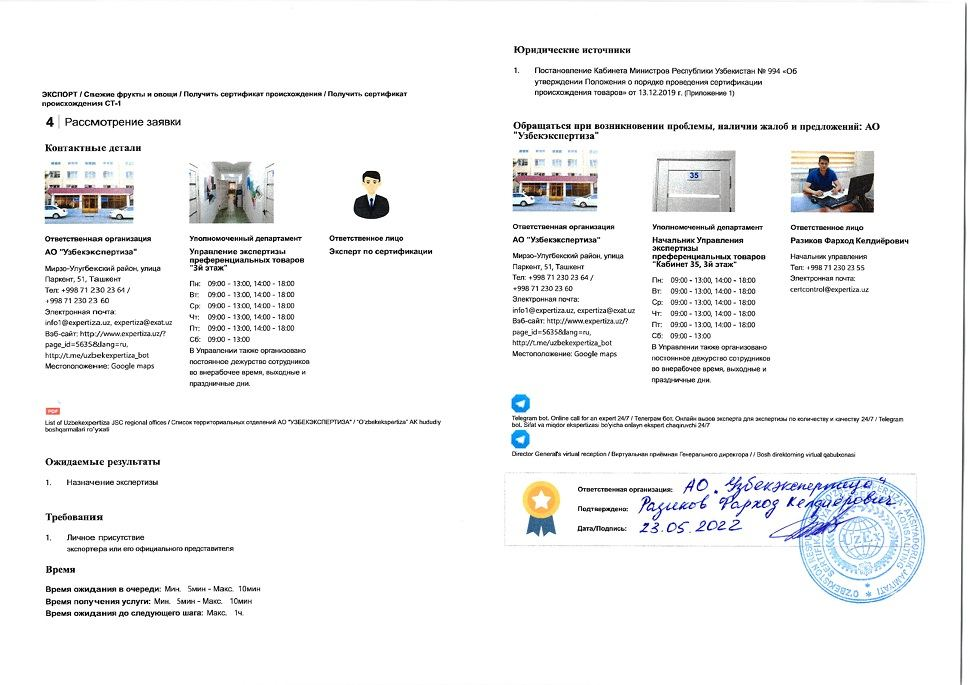 ЭКСПОРТ / Свежие фрукты и овощи / Получить сертификат происхождения / Получить сертификат
происхождения СТ-1
4 | Рассмотрение заявки
Контактные детали
Ответственная организация
АО "Узбекэкспертиза"
Мирзо-Улугбекский район, улица
Паркент, 51, Ташкент
Тел: +998 71 230 23 64 /
+998 71 230 23 60
Электронная почта:
info1@expertiza.uz, expertiza@exat.uz
Вэб-сайт: http://www.expertiza.uz/?
page_id=5635&lang=ru,
http://t.me/uzbekexpertiza_bot
Местоположение: Google maps
Уполномоченный департамент
Управление экспертизы
преференциальных товаров
"3й этаж"
Пн: 09:00 - 13:00, 14:00 - 18:00
Вт: 09:00 - 13:00, 14:00 - 18:00
Ср: 09:00 - 13:00, 14:00 - 18:00
Чт: 09:00 - 13:00, 14:00 - 18:00
Пт: 09:00 - 13:00, 14:00 - 18:00
Сб: 09:00 - 13:00
В Управлении также организовано
постоянное дежурство сотрудников
во внерабочее время, выходные и
праздничные дни.
Ответственное лицо
Эксперт по сертификации
PDF
List of Uzbekexpertiza JSC regional offices / Список территориальных отделений АО "УЗБЕКЭКСПЕРТИЗА" / "O'zbekekspertiza" AK hududiy
boshqarmalari ro'yxati
Ожидаемые результаты
1. Назначение экспертизы
Требования
1. Личное присутствие
экспортера или его официального представителя
Время
Время ожидания в очереди: Мин. 5мин - Макс. 10мин
Время получения услуги: Мин. 5мин - Макс. 10мин
Время ожидания до следующего шага: Макс. 1ч.
Юридические источники
1. Постановление Кабинета Министров Республики Узбекистан № 994 «Об
утверждении Положения о порядке проведения сертификации
происхождения товаров» от 13.12.2019 г. (Приложение 1)
Обращаться при возникновении проблемы, наличии жалоб и предложений: АО
"Узбекэкспертиза"
35
Ответственная организация
АО "Узбекэкспертиза"
Мирзо-Улугбекский район, улица
Паркент, 51, Ташкент
Тел: +998 71 230 23 64 /
+998 71 230 23 60
Электронная почта:
info1@expertiza.uz, expertiza@exat.uz
Вэб-сайт: http://www.expertiza.uz/?
page_id=5635&lang=ru,
http://t.me/uzbekexpertiza_bot
Местоположение: Google maps
Уполномоченный департамент
Начальник Управления
экспертизы
преференциальных товаров
"Кабинет 35, 3й этаж"
Пн: 09:00 - 13:00, 14:00 - 18:00
Вт: 09:00 - 13:00, 14:00 - 18:00
Ср: 09:00 - 13:00, 14:00 - 18:00
Чт: 09:00 - 13:00, 14:00 - 18:00
Пт: 09:00 - 13:00, 14:00 - 18:00
Сб: 09:00 - 13:00
В Управлении также организовано
постоянное дежурство сотрудников
во внерабочее время, выходные и
праздничные дни.
Ответственное лицо
Разиков Фарход Келдиёрович
Начальник управления
Тел: +998 71 230 23 55
Электронная почта:
certcontrol@expertiza.uz
Telegram bot. Online call for an expert 24/7 / Телеграм бот. Онлайн вызов эксперта для экспертизы по количеству и качеству 24/7 / Telegram
bot. Sifat va miqdor ekspertizasi bo'yicha onlayn ekspert chaqiruvchi 24/7
Director General's virtual reception / Виртуальная приёмная Генерального директора / / Bosh direktorning virtual qabulxonasi
Ответственная организация: АО "Узбекэкспертиза"
Подтверждено: Разиков Фарход Келдиёрович.
Дата/Подпись: 23.05.2022
UzEx